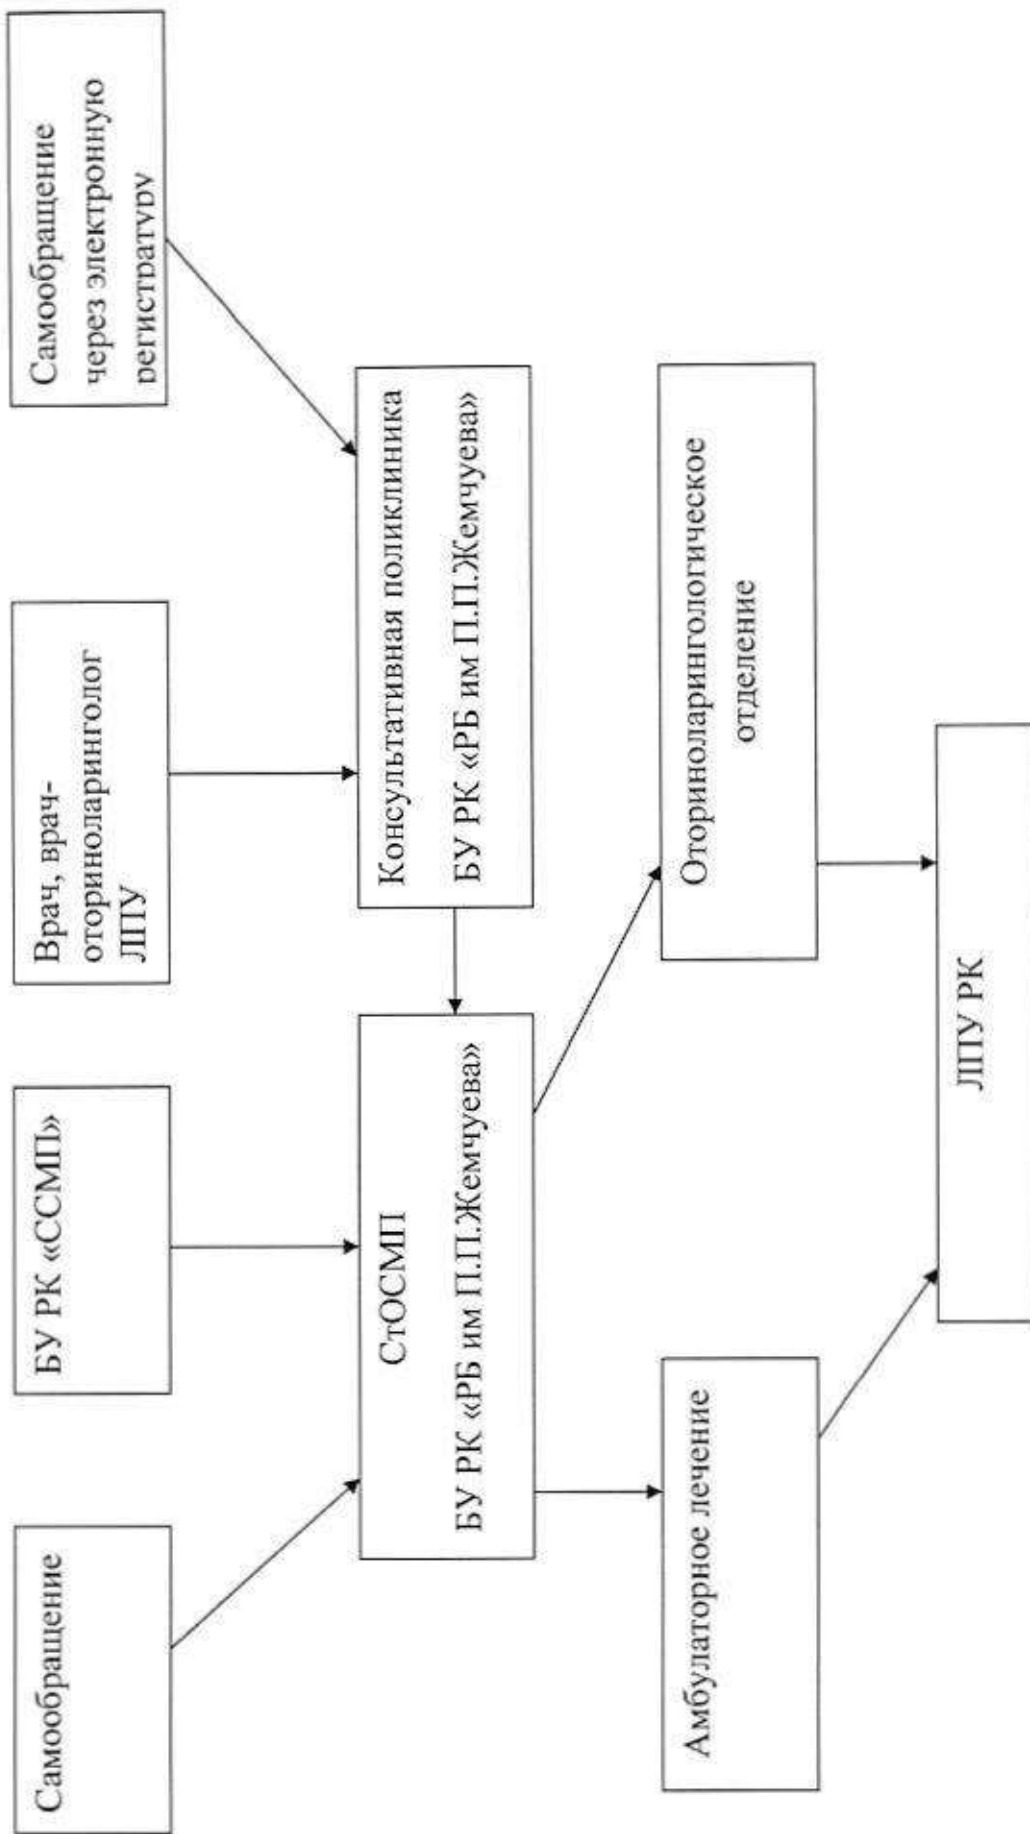 Самообращение
БУ РК «ССМП»
Врач, врач-
оториноларинголог
ЛПУ
Самообращение
через электронную
регистратуру
СтОСМП
БУ РК «РБ им П.П.Жемчуева»
Консультативная поликлиника
БУ РК «РБ им П.П.Жемчуева»
Амбулаторное лечение
Оториноларингологическое
отделение
ЛПУ РК